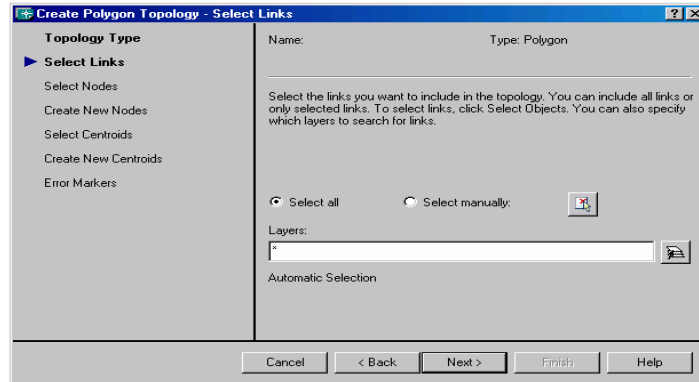 Create Polygon Topology - Select Links
Topology Type
Select Links
Select Nodes
Create New Nodes
Select Centroids
Create New Centroids
Error Markers
Name:
Type: Polygon
Select the links you want to include in the topology. You can include all links or
only selected links. To select links, click Select Objects. You can also specify
which layers to search for links.
Select all
Select manually:
Layers:
*
Automatic Selection
Cancel
< Back
Next >
Finish
Help